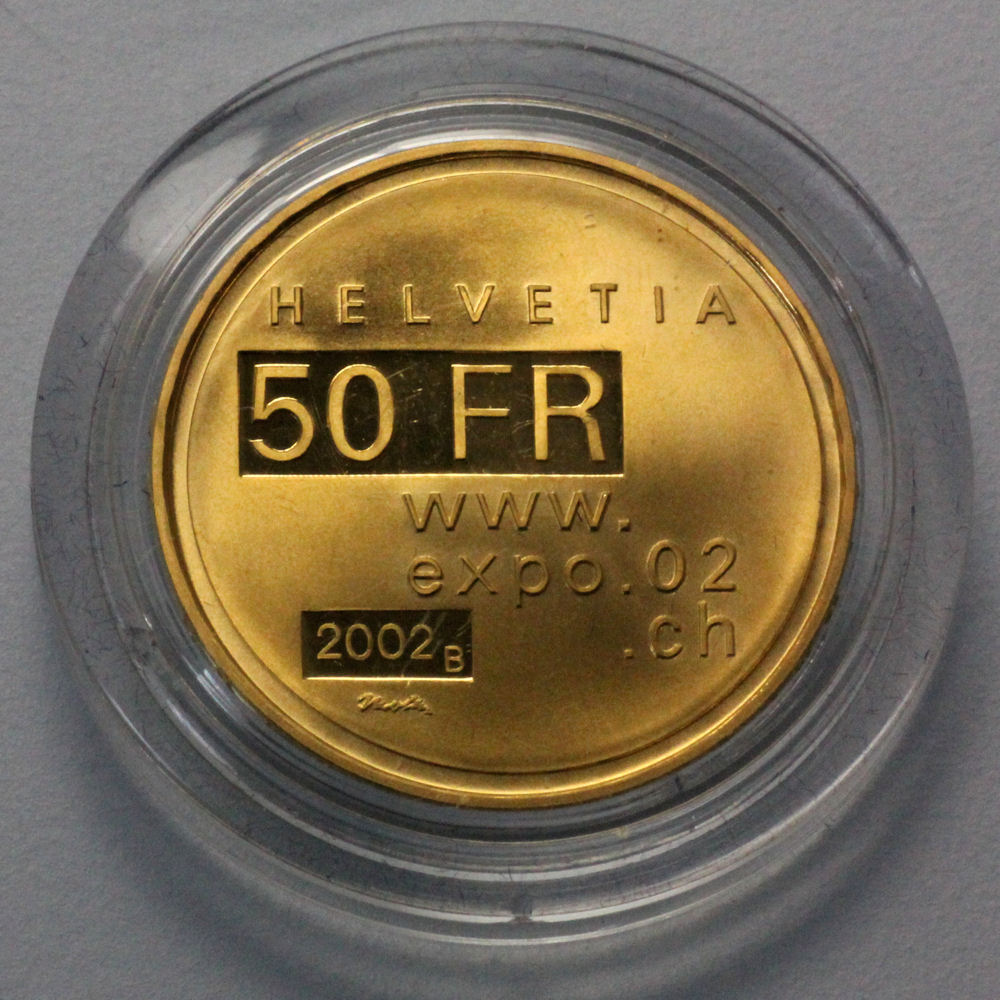 HELVETIA
50 FR
www.
expo.02
.ch
2002 B